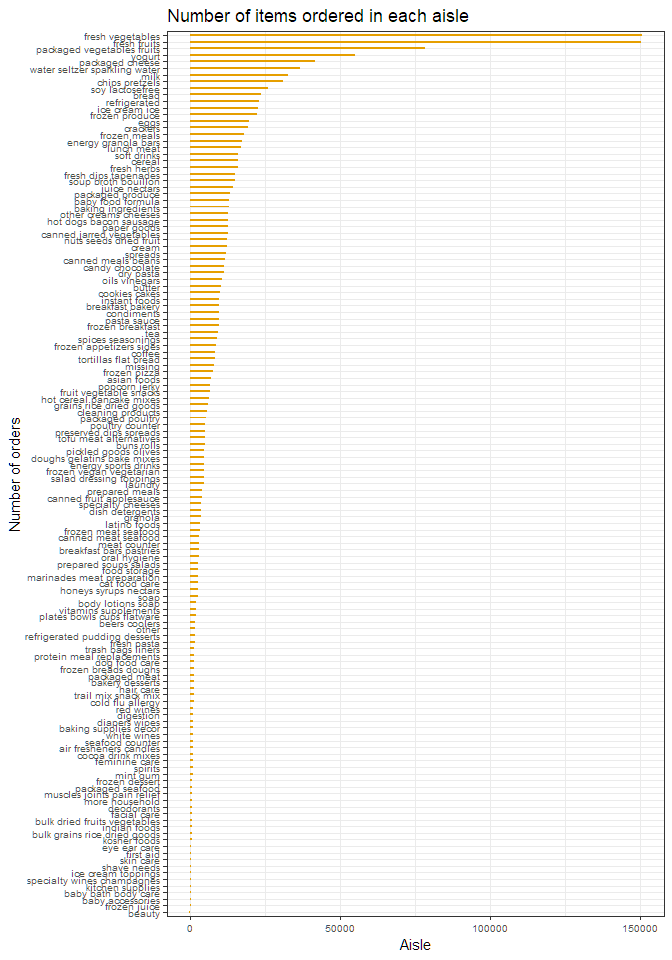 Number of items ordered in each aisle
fresh vegetables
fresh fruits
packaged vegetables fruits
yogurt
packaged cheese
water seltzer sparkling water
milk
chips pretzels
soy lactosefree
bread
refrigerated
ice cream ice
frozen produce
eggs
crackers
frozen meals
energy granola bars
lunch meat
soft drinks
cereal
fresh herbs
fresh dips tapenades
soup broth bouillon
juice nectars
packaged produce
baby food formula
baking ingredients
other creams cheeses
hot dogs bacon sausage
paper goods
canned jarred vegetables
nuts seeds dried fruit
cream
spreads
canned meals beans
candy chocolate
dry pasta
oils vinegars
butter
cookies cakes
instant foods
breakfast bakery
condiments
pasta sauce
frozen breakfast
tea
spices seasonings
frozen appetizers sides
coffee
tortillas flat bread
missing
frozen pizza
asian foods
popcorn jerky
fruit vegetable snacks
hot cereal pancake mixes
grains rice dried goods
cleaning products
packaged poultry
poultry counter
preserved dips spreads
tofu meat alternatives
buns rolls
pickled goods olives
doughs gelatins bake mixes
energy sports drinks
frozen vegan vegetarian
salad dressing toppings
laundry
prepared meals
canned fruit applesauce
specialty cheeses
dish detergents
granola
latino foods
frozen meat seafood
canned meat seafood
meat counter
breakfast bars pastries
oral hygiene
prepared soups salads
food storage
marinades meat preparation
cat food care
honeys syrups nectars
soap
body lotions soap
vitamins supplements
plates bowls cups flatware
beers coolers
other
refrigerated pudding desserts
fresh pasta
trash bags liners
protein meal replacements
dog food care
frozen breads doughs
packaged meat
bakery desserts
hair care
trail mix snack mix
cold flu allergy
red wines
digestion
diapers wipes
baking supplies decor
white wines
seafood counter
air fresheners candles
cocoa drink mixes
feminine care
spirits
mint gum
frozen dessert
packaged seafood
muscles joints pain relief
more household
deodorants
facial care
bulk dried fruits vegetables
indian foods
bulk grains rice dried goods
kosher foods
eye ear care
first aid
skin care
shave needs
ice cream toppings
specialty wines champagnes
kitchen supplies
baby bath body care
baby accessories
frozen juice
beauty
Number of orders
0
50000
100000
150000
Aisle